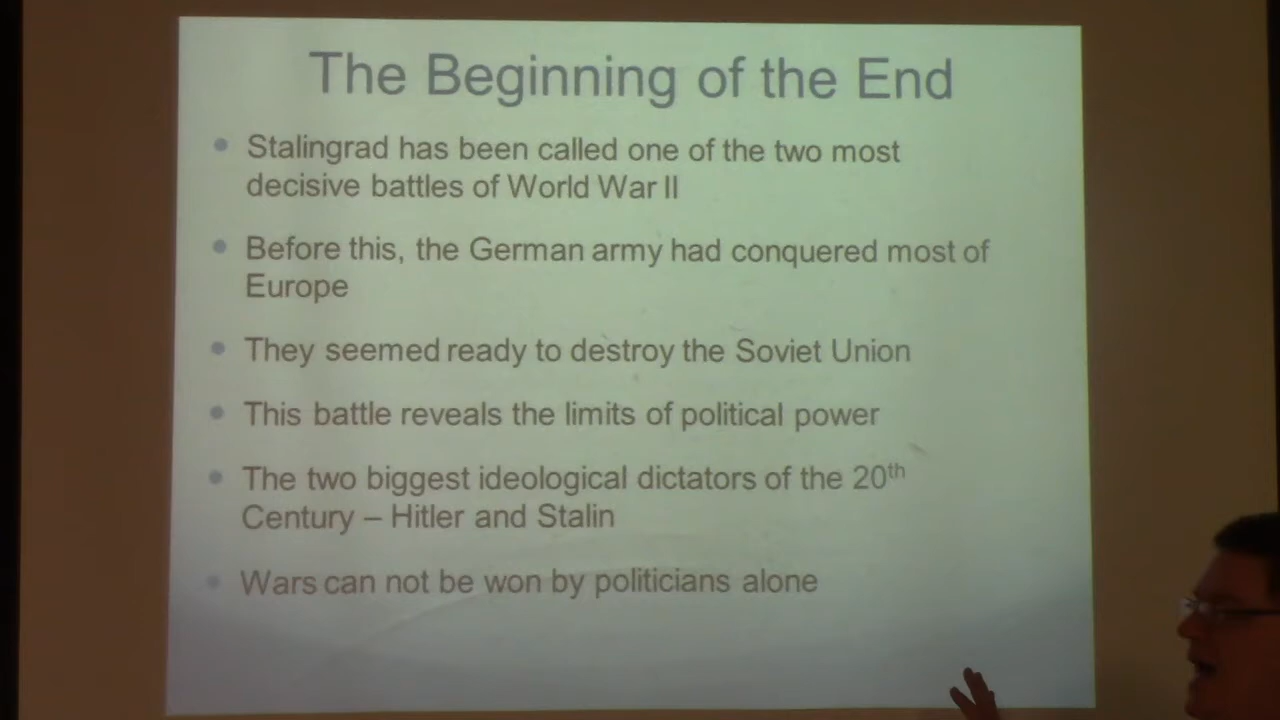 The Beginning of the End
Stalingrad has been called one of the two most
decisive battles of World War II
Before this, the German army had conquered most of
Europe
They seemed ready to destroy the Soviet Union
This battle reveals the limits of political power
The two biggest ideological dictators of the 20th
Century – Hitler and Stalin
Wars can not be won by politicians alone